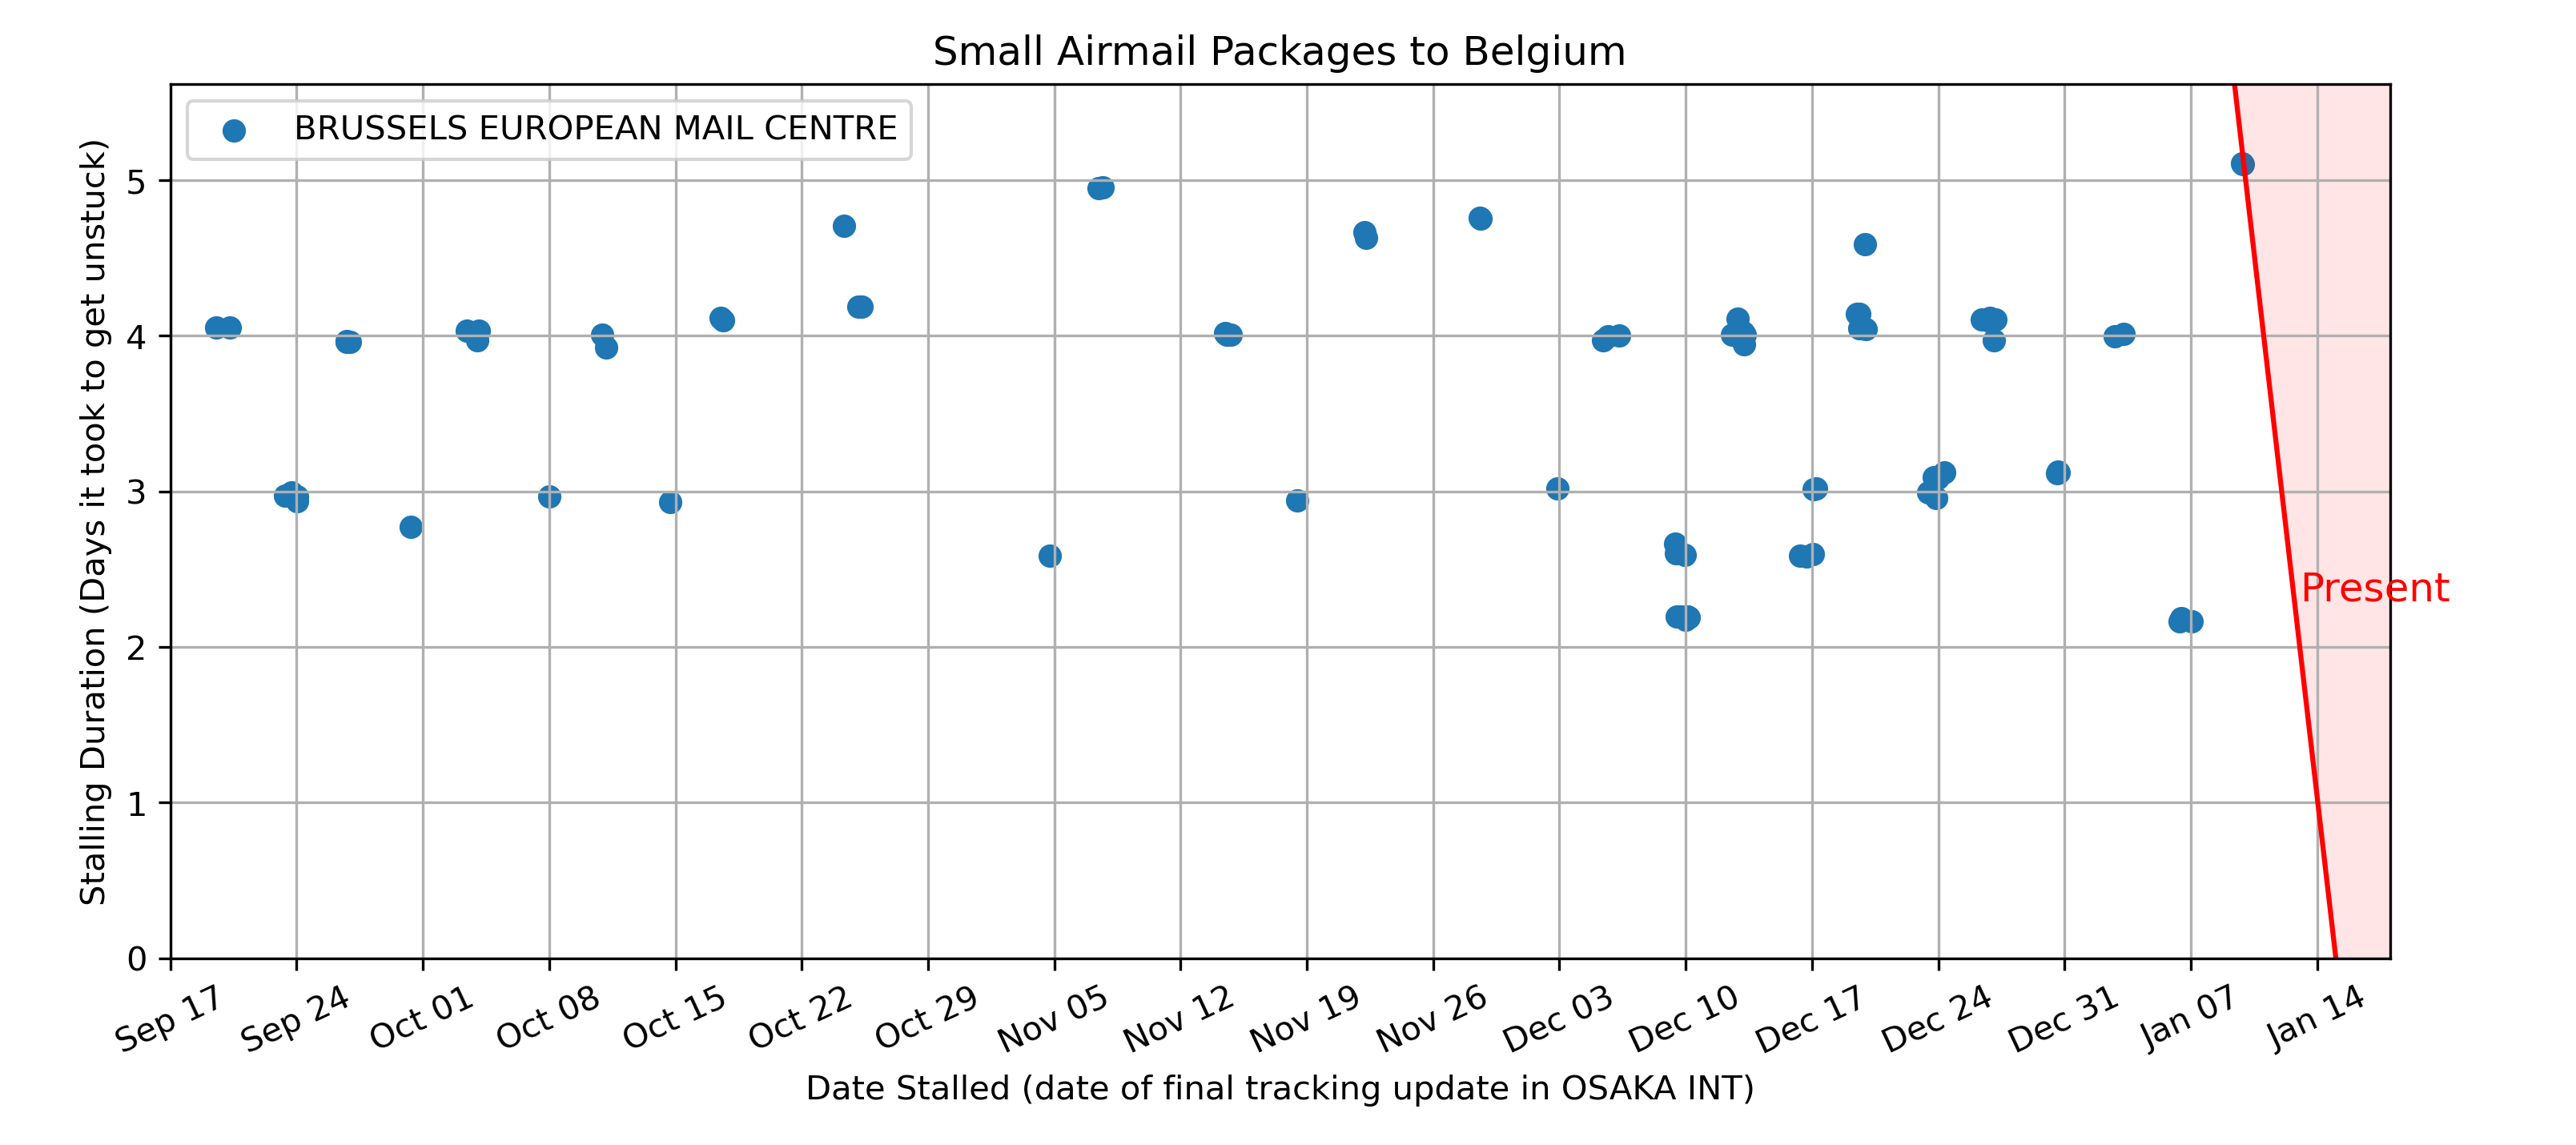 Small Airmail Packages to Belgium
BRUSSELS EUROPEAN MAIL CENTRE
Stalling Duration (Days it took to get unstuck)
5
4
3
2
1
0
Present
Sep 17 Sep 24 Oct 01 Oct 08 Oct 15 Oct 22 Oct 29 Nov 05 Nov 12 Nov 19 Nov 26 Dec 03 Dec 10 Dec 17 Dec 24 Dec 31 Jan 07 Jan 14
Date Stalled (date of final tracking update in OSAKA INT)